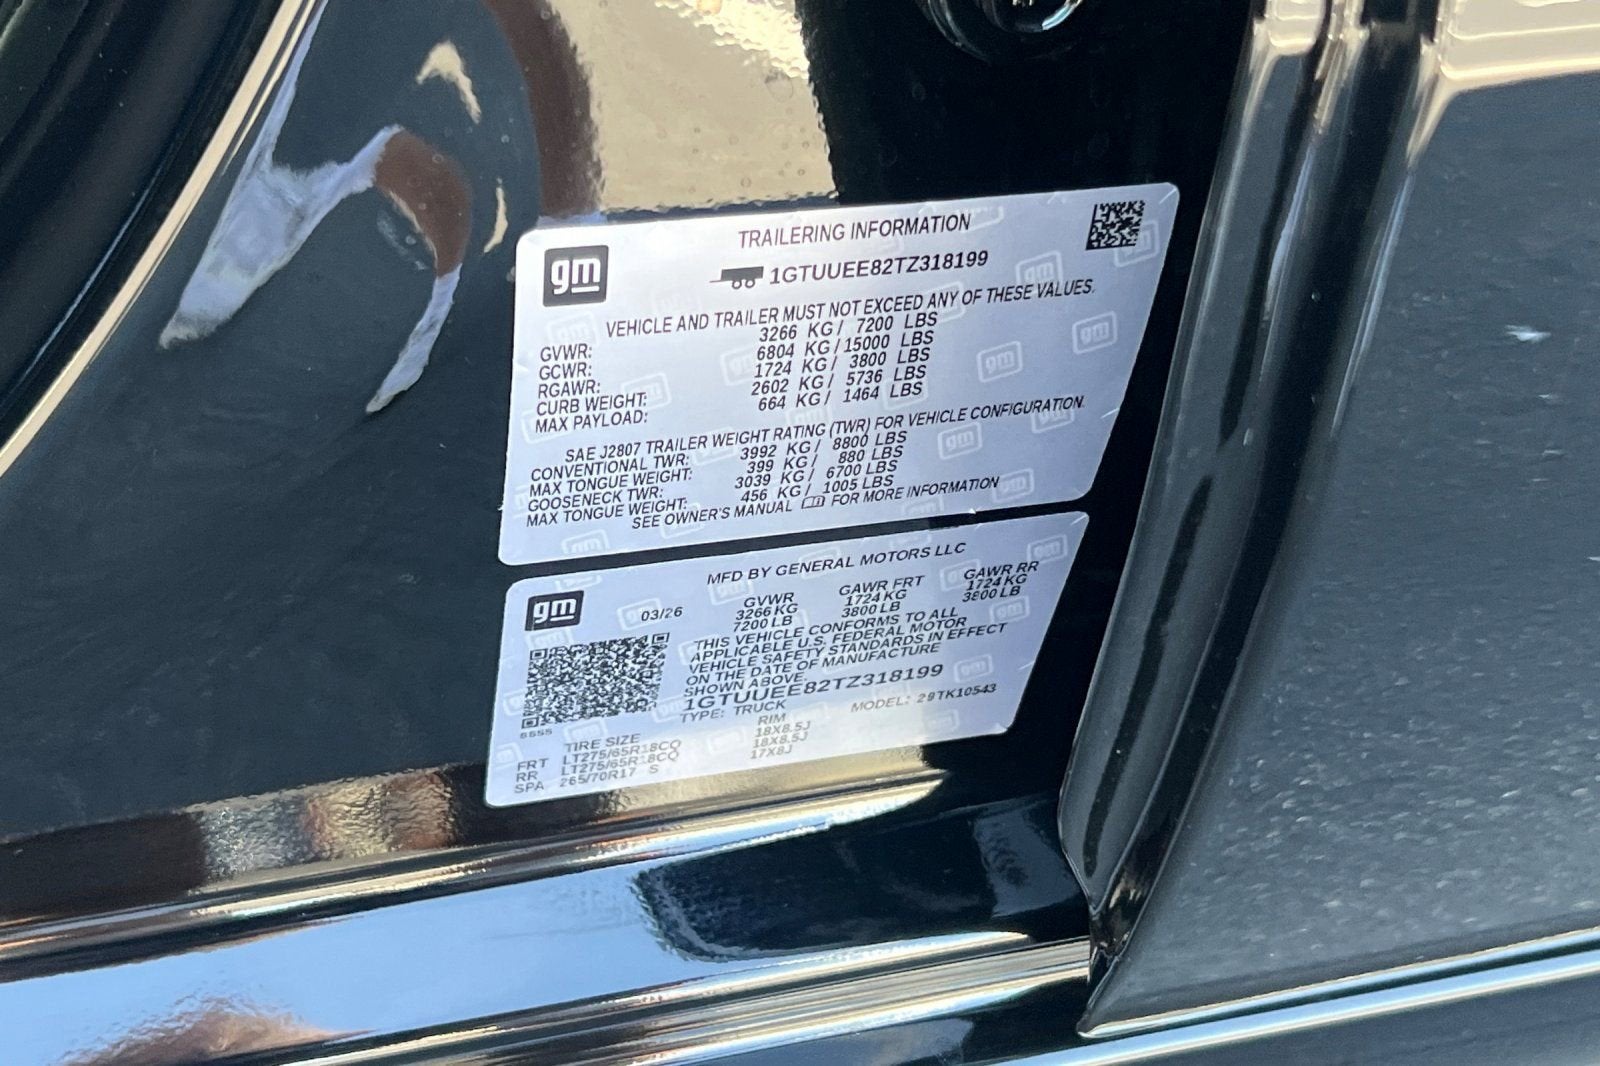 gm
TRAILERING INFORMATION
1GTUUEE82TZ318199
VEHICLE AND TRAILER MUST NOT EXCEED ANY OF THESE VALUES.
GVWR: 3266 KG / 7200 LBS
GCWR: 6804 KG / 15000 LBS
RGAWR: 1724 KG / 3800 LBS
CURB WEIGHT: 2602 KG / 5736 LBS
MAX PAYLOAD: 664 KG / 1464 LBS
SAE J2807 TRAILER WEIGHT RATING (TWR) FOR VEHICLE CONFIGURATION.
CONVENTIONAL TWR: 3992 KG / 8800 LBS
MAX TONGUE WEIGHT: 399 KG / 880 LBS
GOOSENECK TWR: 3039 KG / 6700 LBS
MAX TONGUE WEIGHT: 456 KG / 1005 LBS
SEE OWNER'S MANUAL FOR MORE INFORMATION
gm
MFD BY GENERAL MOTORS LLC
03/26 GVWR GAWR FRT GAWR RR
3266 KG 1724 KG 1724 KG
7200 LB 3800 LB 3800 LB
THIS VEHICLE CONFORMS TO ALL
APPLICABLE U.S. FEDERAL MOTOR
VEHICLE SAFETY STANDARDS IN EFFECT
ON THE DATE OF MANUFACTURE
SHOWN ABOVE.
1GTUUEE82TZ318199
TYPE: TRUCK MODEL: 29TK10543
TIRE SIZE RIM
FRT LT275/65R18CQ 18X8.5J
RR LT275/65R18CQ 18X8.5J
SPA 265/70R17 S 17X8J